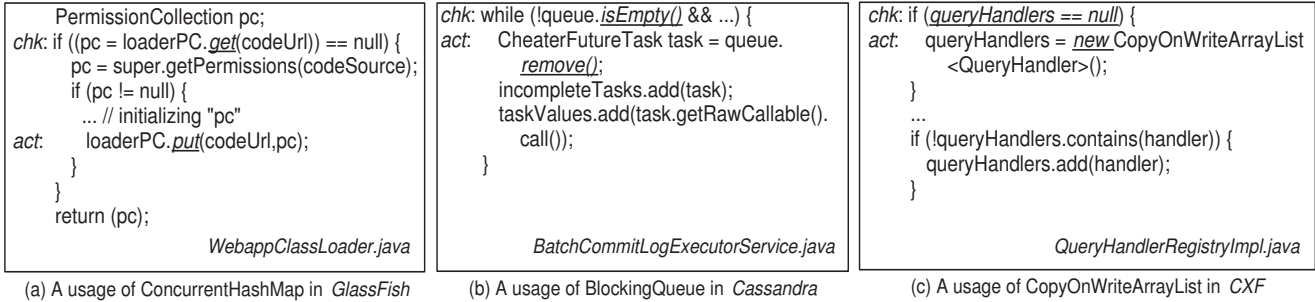 PermissionCollection pc;
chk: if ((pc = loaderPC.get(codeUrl)) == null) {
pc = super.getPermissions(codeSource);
if (pc != null) {
... // initializing "pc"
act: loaderPC.put(codeUrl,pc);
}
}
return (pc);
WebappClassLoader.java
(a) A usage of ConcurrentHashMap in GlassFish
chk: while (!queue.isEmpty() && ...) {
act: CheaterFutureTask task = queue.
remove();
incompleteTasks.add(task);
taskValues.add(task.getRawCallable().
call());
}
BatchCommitLogExecutorService.java
(b) A usage of BlockingQueue in Cassandra
chk: if (queryHandlers == null) {
act: queryHandlers = new CopyOnWriteArrayList
<QueryHandler>();
}
...
if (!queryHandlers.contains(handler)) {
queryHandlers.add(handler);
}
QueryHandlerRegistryImpl.java
(c) A usage of CopyOnWriteArrayList in CXF